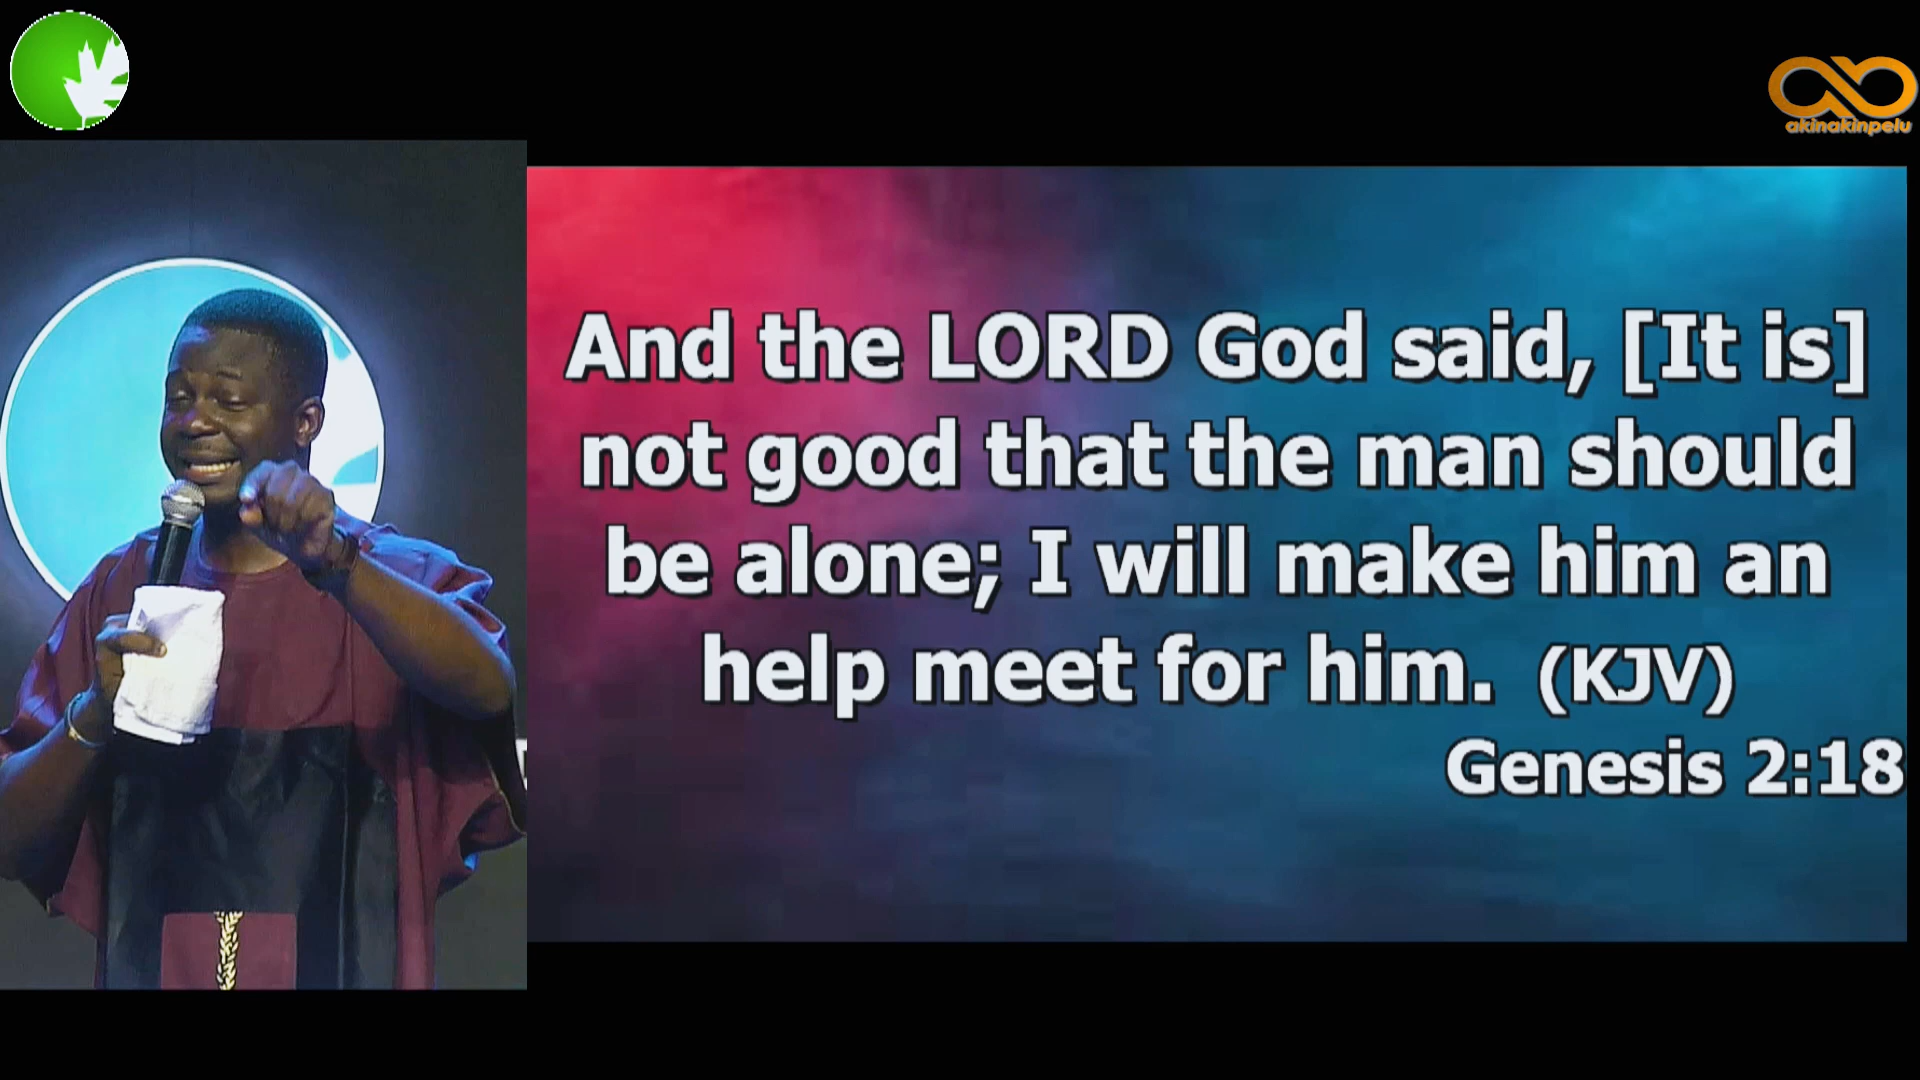 akinakinpelu
And the LORD God said, [It is]
not good that the man should
be alone; I will make him an
help meet for him. (KJV)
Genesis 2:18